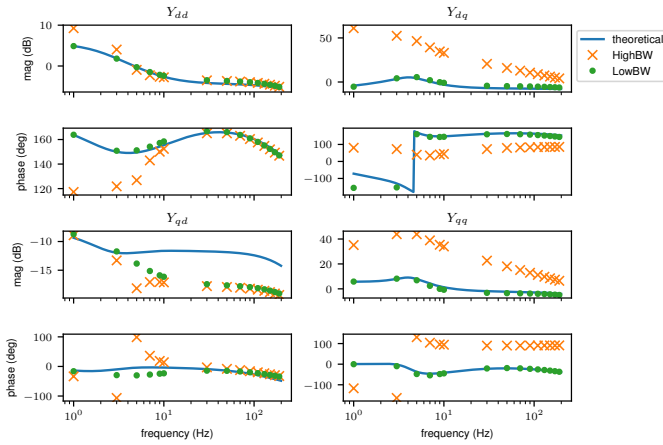 Y_dd
mag (dB)
10
5
0
−5
phase (deg)
160
140
120
Y_dq
50
0
theoretical
HighBW
LowBW
100
0
−100
Y_qd
mag (dB)
−10
−15
phase (deg)
100
0
−100
10^0
10^1
10^2
frequency (Hz)
Y_qq
40
20
0
100
0
−100
10^0
10^1
10^2
frequency (Hz)